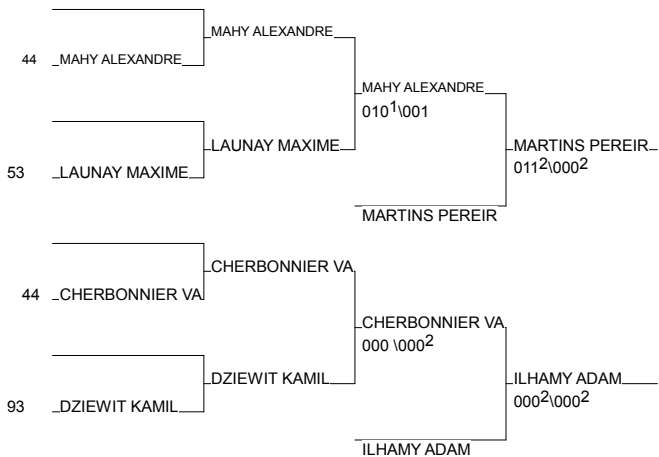 MAHY ALEXANDRE
44 MAHY ALEXANDRE
MAHY ALEXANDRE
010¹\001
LAUNAY MAXIME
MARTINS PEREIR
011²\000²
53 LAUNAY MAXIME
MARTINS PEREIR
CHERBONNIER VA
44 CHERBONNIER VA
CHERBONNIER VA
000 \000²
DZIEWIT KAMIL
ILHAMY ADAM
000²\000²
93 DZIEWIT KAMIL
ILHAMY ADAM